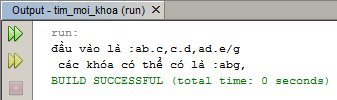 Output - tim_moi_khoa (run)
run:
đầu vào là :ab.c,c.d,ad.e/g
các khóa có thể có là :abg,
BUILD SUCCESSFUL (total time: 0 seconds)